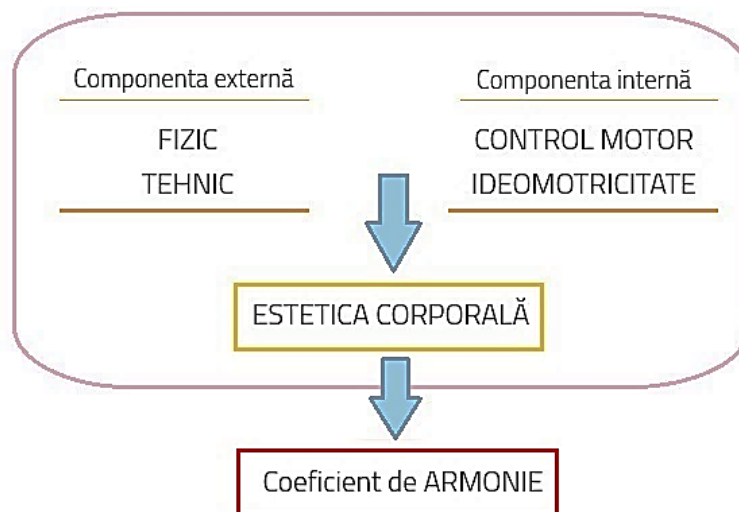 Componenta externă
FIZIC
TEHNIC
Componenta internă
CONTROL MOTOR
IDEOMOTRICITATE
ESTETICA CORPORALĂ
Coeficient de ARMONIE